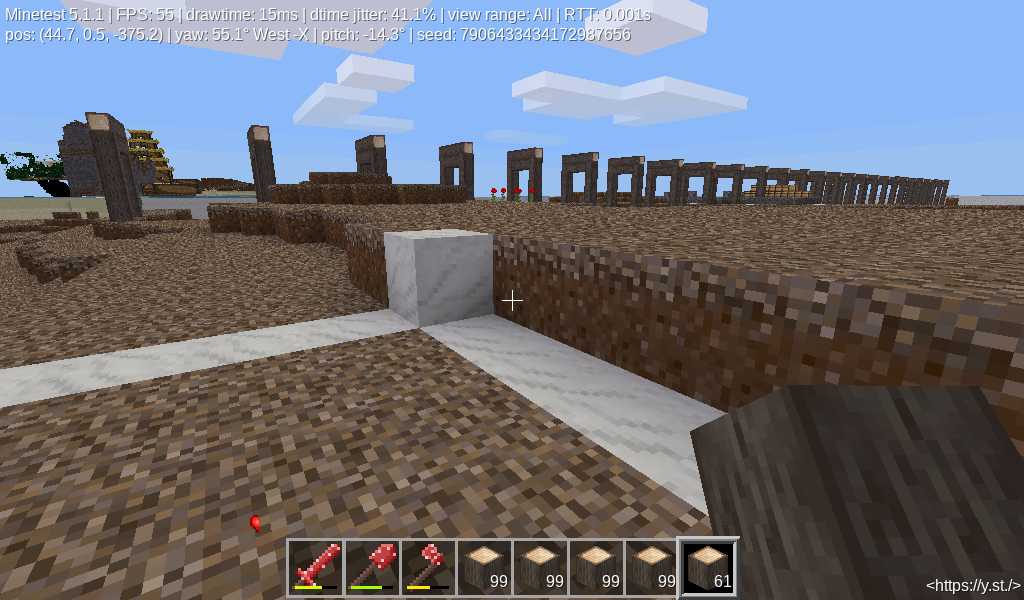 Minetest 5.1.1 | FPS: 55 | drawtime: 15ms | dtime jitter: 41.1% | view range: All | RTT: 0.001s
pos: (44.7, 0.5, -375.2) | yaw: 55.1° West -X | pitch: -14.3° | seed: 7906433434172987656
99 99 99 99 61
<https://y.st./>